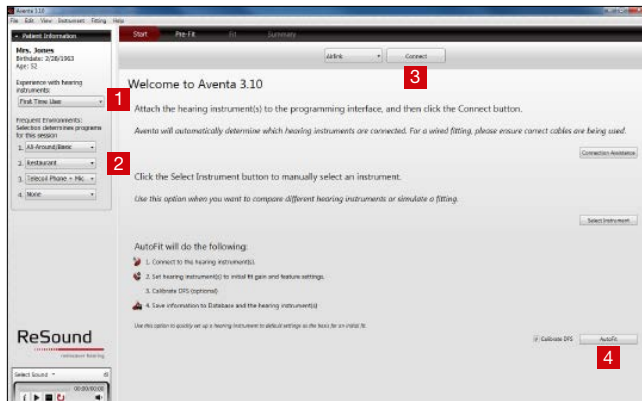 Aventa 3.10
File Edit View Instrument Fitting Help
Patient Information
Start Pre-Fit Fit Summary
Mrs. Jones
Birthdate: 2/28/1963
Age: 52
Airlink
Connect
3
Experience with hearing
instruments:
First Time User
1
Frequent Environments:
Selection determines programs
for this session
1. All-Around/Basic
2. Restaurant
2
3. Telecoil Phone + Mic
4. None
Welcome to Aventa 3.10
Attach the hearing instrument(s) to the programming interface, and then click the Connect button.
Aventa will automatically determine which hearing instruments are connected. For a wired fitting, please ensure correct cables are being used.
Connection Assistance
Click the Select Instrument button to manually select an instrument.
Use this option when you want to compare different hearing instruments or simulate a fitting.
Select Instrument
AutoFit will do the following:
1. Connect to the hearing instrument(s).
2. Set hearing instrument(s) to initial fit gain and feature settings.
3. Calibrate DFS (optional)
4. Save information to Database and the hearing instrument(s)
Use this option to quickly set up a hearing instrument to default settings as the basis for an initial fit.
Calibrate DFS
AutoFit
4
ReSound
rediscover hearing
Select Sound
00:00/00:00